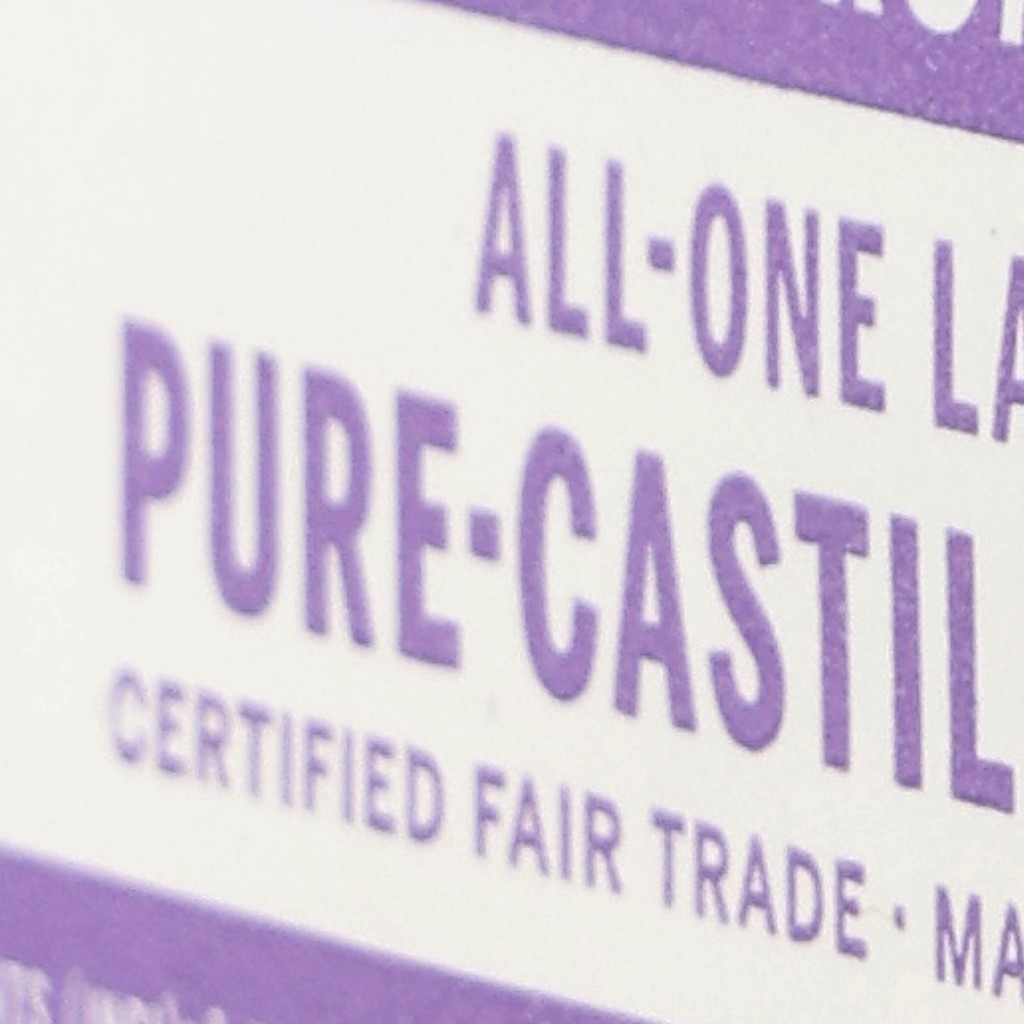 ALL-ONE LA
PURE-CASTIL
CERTIFIED FAIR TRADE · MA